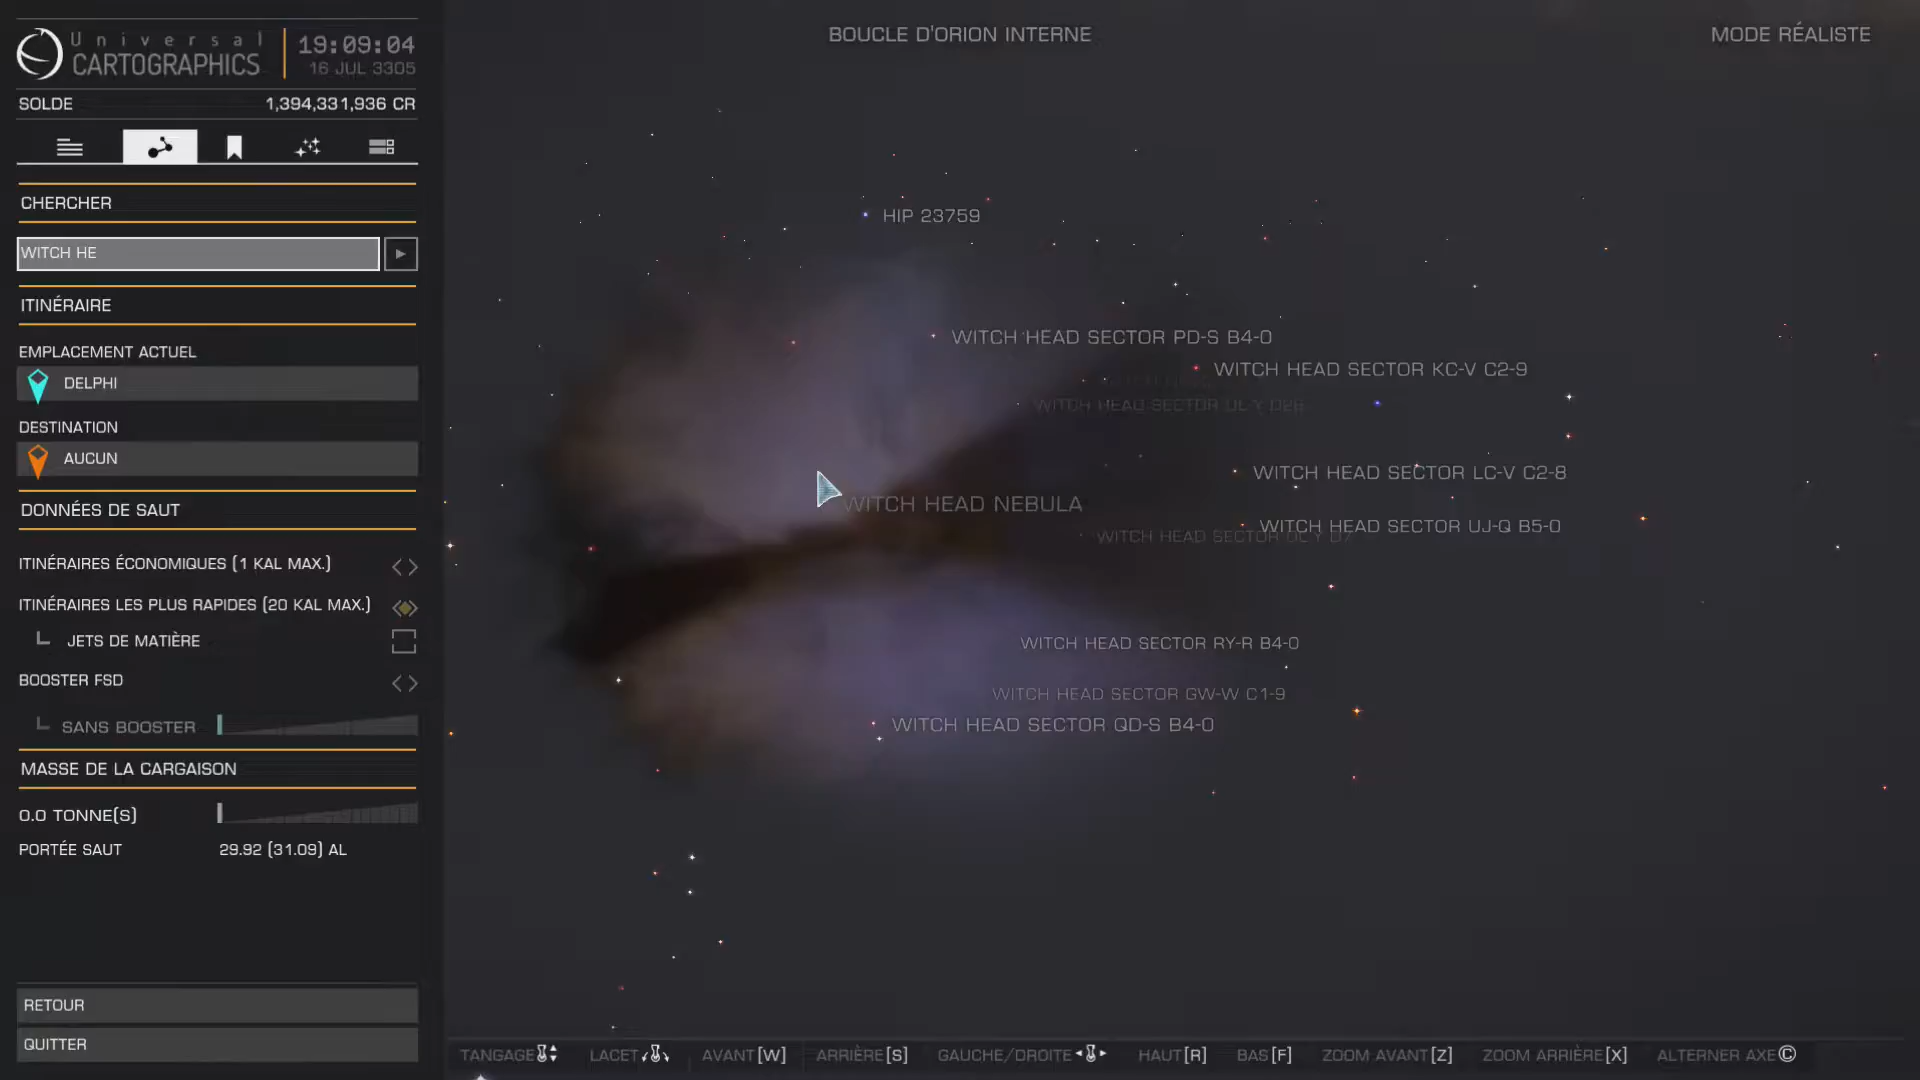 Universal
CARTOGRAPHICS
19:09:04
16 JUL 3305
SOLDE 1,394,331,936 CR
CHERCHER
WITCH HE
ITINÉRAIRE
EMPLACEMENT ACTUEL
DELPHI
DESTINATION
AUCUN
DONNÉES DE SAUT
ITINÉRAIRES ÉCONOMIQUES (1 KAL MAX.)
ITINÉRAIRES LES PLUS RAPIDES (20 KAL MAX.)
JETS DE MATIÈRE
BOOSTER FSD
SANS BOOSTER
MASSE DE LA CARGAISON
0.0 TONNE(S)
PORTÉE SAUT 29.92 (31.09) AL
RETOUR
QUITTER
BOUCLE D'ORION INTERNE
MODE RÉALISTE
HIP 23759
WITCH HEAD SECTOR PD-S B4-0
WITCH HEAD SECTOR KC-V C2-9
WITCH HEAD SECTOR
WITCH HEAD SECTOR LC-V C2-8
WITCH HEAD NEBULA
WITCH HEAD SECTOR UJ-Q B5-0
WITCH HEAD SECTOR
WITCH HEAD SECTOR RY-R B4-0
WITCH HEAD SECTOR GW-W C1-9
WITCH HEAD SECTOR QD-S B4-0
TANGAGE LACET AVANT[W] ARRIÈRE[S] GAUCHE/DROITE HAUT[R] BAS[F] ZOOM AVANT[Z] ZOOM ARRIÈRE[X] ALTERNER AXE©